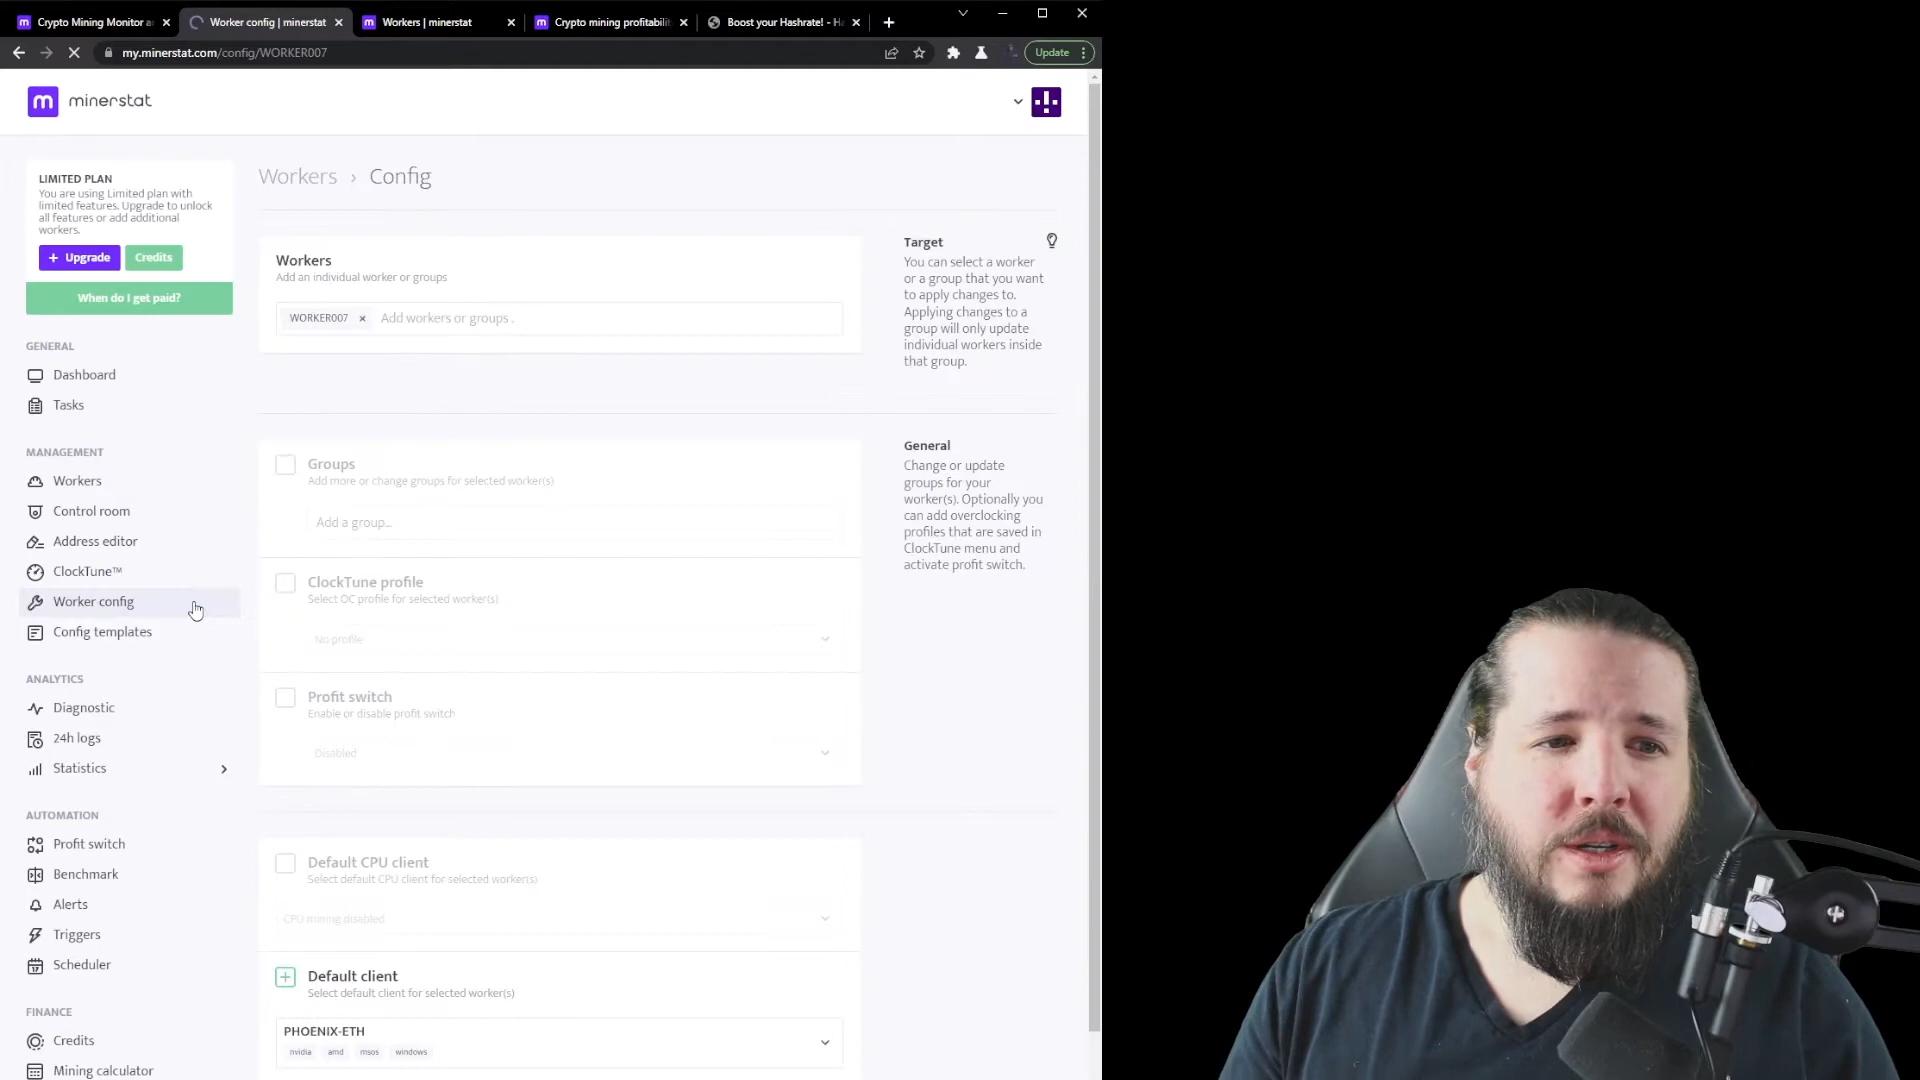 Crypto Mining Monitor a
Worker config | minerstat
Workers | minerstat
Crypto mining profitabili
Boost your Hashrate! - Ha
my.minerstat.com/config/WORKER007
Update
m minerstat
LIMITED PLAN
You are using Limited plan with
limited features. Upgrade to unlock
all features or add additional
workers.
+ Upgrade
Credits
When do I get paid?
GENERAL
Dashboard
Tasks
MANAGEMENT
Workers
Control room
Address editor
ClockTune™
Worker config
Config templates
ANALYTICS
Diagnostic
24h logs
Statistics
AUTOMATION
Profit switch
Benchmark
Alerts
Triggers
Scheduler
FINANCE
Credits
Mining calculator
Workers › Config
Workers
Add an individual worker or groups
WORKER007 × Add workers or groups .
Groups
Add more or change groups for selected worker(s)
Add a group...
ClockTune profile
Select OC profile for selected worker(s)
No profile
Profit switch
Enable or disable profit switch
Disabled
Default CPU client
Select default CPU client for selected worker(s)
CPU mining disabled
Default client
Select default client for selected worker(s)
PHOENIX-ETH
nvidia amd msos windows
Target
You can select a worker
or a group that you want
to apply changes to.
Applying changes to a
group will only update
individual workers inside
that group.
General
Change or update
groups for your
worker(s). Optionally you
can add overclocking
profiles that are saved in
ClockTune menu and
activate profit switch.